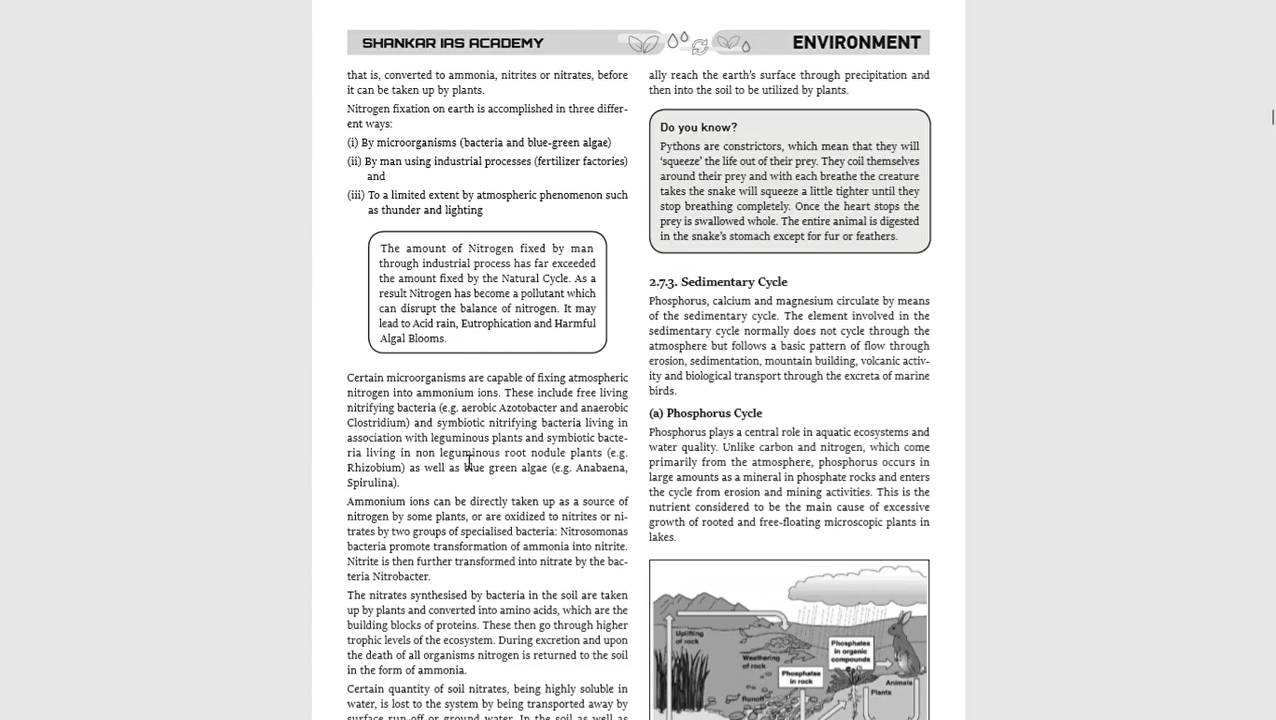 SHANKAR IAS ACADEMY
ENVIRONMENT
that is, converted to ammonia, nitrites or nitrates, before
it can be taken up by plants.
Nitrogen fixation on earth is accomplished in three differ-
ent ways:
(i) By microorganisms (bacteria and blue-green algae)
(ii) By man using industrial processes (fertilizer factories)
and
(iii) To a limited extent by atmospheric phenomenon such
as thunder and lighting
The amount of Nitrogen fixed by man
through industrial process has far exceeded
the amount fixed by the Natural Cycle. As a
result Nitrogen has become a pollutant which
can disrupt the balance of nitrogen. It may
lead to Acid rain, Eutrophication and Harmful
Algal Blooms.
Certain microorganisms are capable of fixing atmospheric
nitrogen into ammonium ions. These include free living
nitrifying bacteria (e.g. aerobic Azotobacter and anaerobic
Clostridium) and symbiotic nitrifying bacteria living in
association with leguminous plants and symbiotic bacte-
ria living in non leguminous root nodule plants (e.g.
Rhizobium) as well as blue green algae (e.g. Anabaena,
Spirulina).
Ammonium ions can be directly taken up as a source of
nitrogen by some plants, or are oxidized to nitrites or ni-
trates by two groups of specialised bacteria: Nitrosomonas
bacteria promote transformation of ammonia into nitrite.
Nitrite is then further transformed into nitrate by the bac-
teria Nitrobacter.
The nitrates synthesised by bacteria in the soil are taken
up by plants and converted into amino acids, which are the
building blocks of proteins. These then go through higher
trophic levels of the ecosystem. During excretion and upon
the death of all organisms nitrogen is returned to the soil
in the form of ammonia.
Certain quantity of soil nitrates, being highly soluble in
water, is lost to the system by being transported away by
surface run-off or ground water. In the soil as well as
ally reach the earth's surface through precipitation and
then into the soil to be utilized by plants.
Do you know?
Pythons are constrictors, which mean that they will
‘squeeze’ the life out of their prey. They coil themselves
around their prey and with each breathe the creature
takes the snake will squeeze a little tighter until they
stop breathing completely. Once the heart stops the
prey is swallowed whole. The entire animal is digested
in the snake's stomach except for fur or feathers.
2.7.3. Sedimentary Cycle
Phosphorus, calcium and magnesium circulate by means
of the sedimentary cycle. The element involved in the
sedimentary cycle normally does not cycle through the
atmosphere but follows a basic pattern of flow through
erosion, sedimentation, mountain building, volcanic activ-
ity and biological transport through the excreta of marine
birds.
(a) Phosphorus Cycle
Phosphorus plays a central role in aquatic ecosystems and
water quality. Unlike carbon and nitrogen, which come
primarily from the atmosphere, phosphorus occurs in
large amounts as a mineral in phosphate rocks and enters
the cycle from erosion and mining activities. This is the
nutrient considered to be the main cause of excessive
growth of rooted and free-floating microscopic plants in
lakes.
Uplifting
of rock
Weathering
of rock
Runoff
Phosphates
in rock
Phosphates
in organic
compounds
Animals
Plants